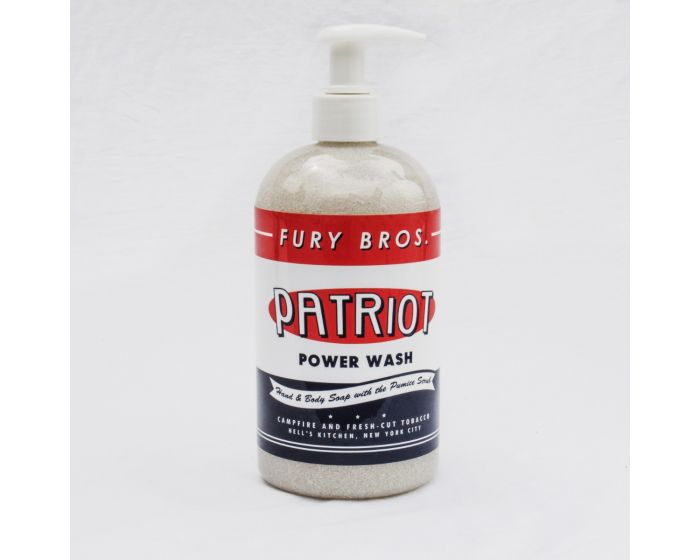 FURY BROS.
PATRIOT
POWER WASH
Hand & Body Soap with the Pumice Scrub
CAMPFIRE AND FRESH-CUT TOBACCO
HELL'S KITCHEN, NEW YORK CITY